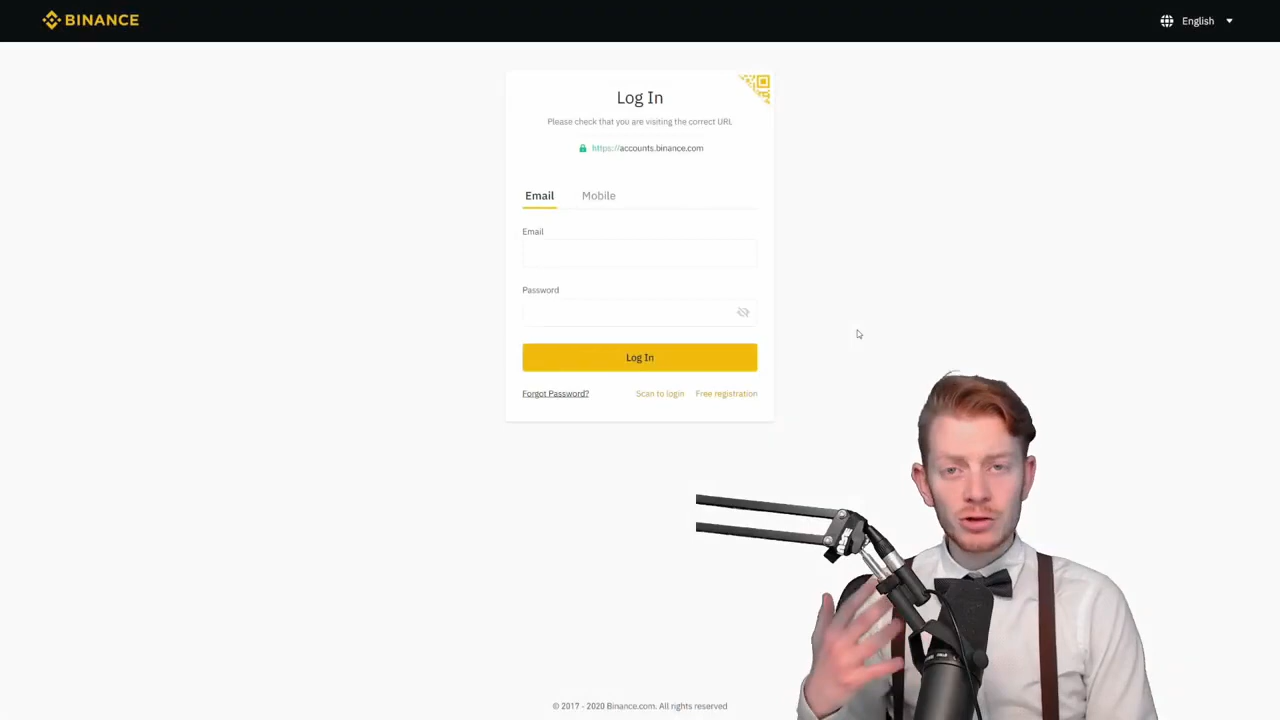 BINANCE
English
Log In
Please check that you are visiting the correct URL
https://accounts.binance.com
Email Mobile
Email
Password
Log In
Forgot Password? Scan to login Free registration
© 2017 - 2020 Binance.com. All rights reserved